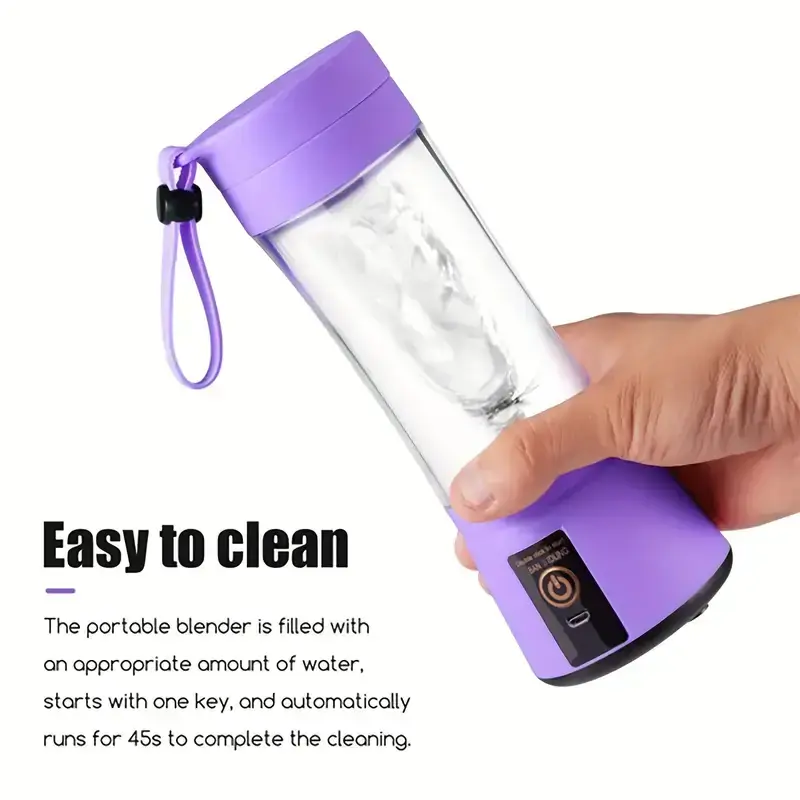 Easy to clean
The portable blender is filled with
an appropriate amount of water,
starts with one key, and automatically
runs for 45s to complete the cleaning.